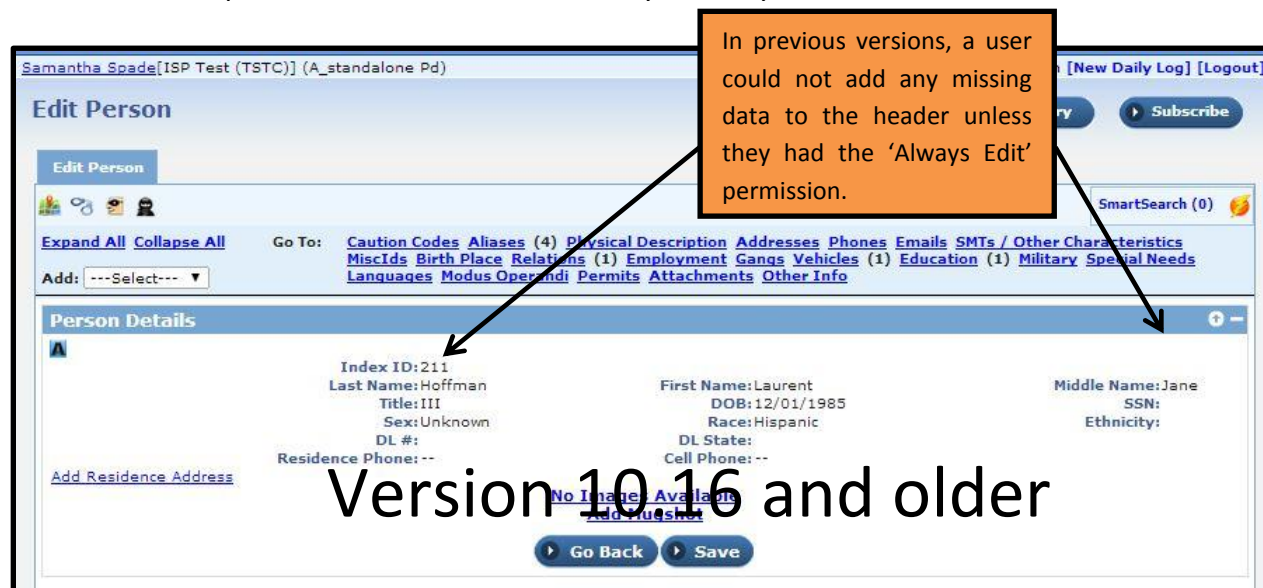 In previous versions, a user
could not add any missing
data to the header unless
they had the ‘Always Edit’
permission.
Samantha Spade[ISP Test (TSTC)] (A_standalone Pd) [New Daily Log] [Logout]
Edit Person Subscribe
Edit Person
SmartSearch (0)
Expand All Collapse All Go To: Caution Codes Aliases (4) Physical Description Addresses Phones Emails SMTs / Other Characteristics
MiscIds Birth Place Relations (1) Employment Gangs Vehicles (1) Education (1) Military Special Needs
Add: ---Select--- Languages Modus Operandi Permits Attachments Other Info
Person Details
A
Index ID:211
Last Name:Hoffman First Name:Laurent Middle Name:Jane
Title:III DOB:12/01/1985 SSN:
Sex:Unknown Race:Hispanic Ethnicity:
DL #: DL State:
Residence Phone:-- Cell Phone:--
Add Residence Address
Version 10.16 and older
No Images Available
Add Mugshot
Go Back Save